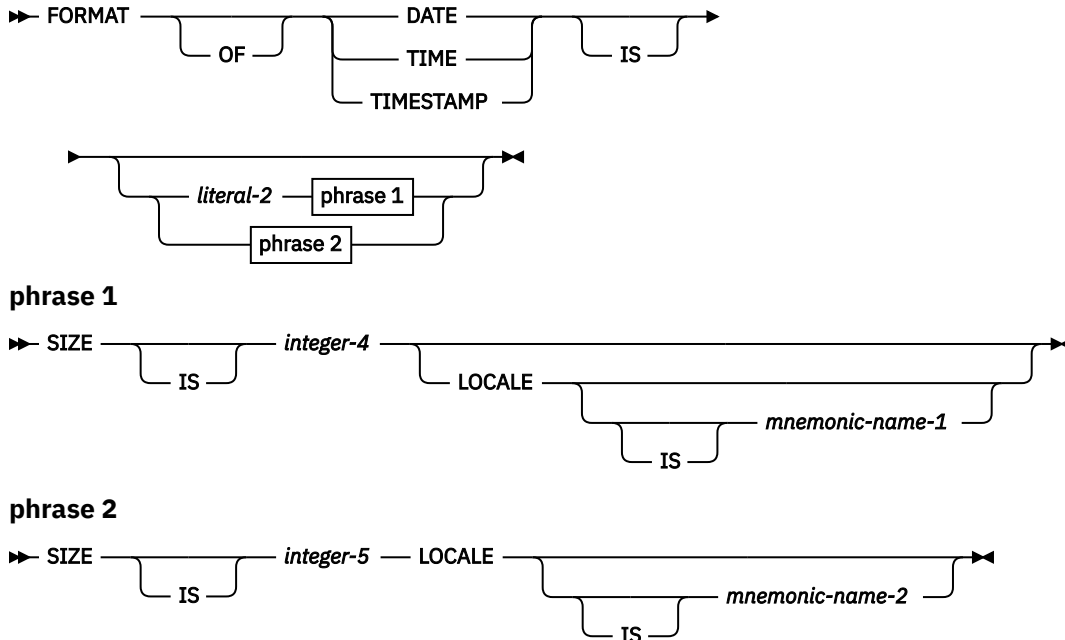 FORMAT DATE
OF TIME IS
TIMESTAMP
literal-2 phrase 1
phrase 2
phrase 1
SIZE integer-4
IS LOCALE
mnemonic-name-1
IS
phrase 2
SIZE integer-5 LOCALE
IS mnemonic-name-2
IS